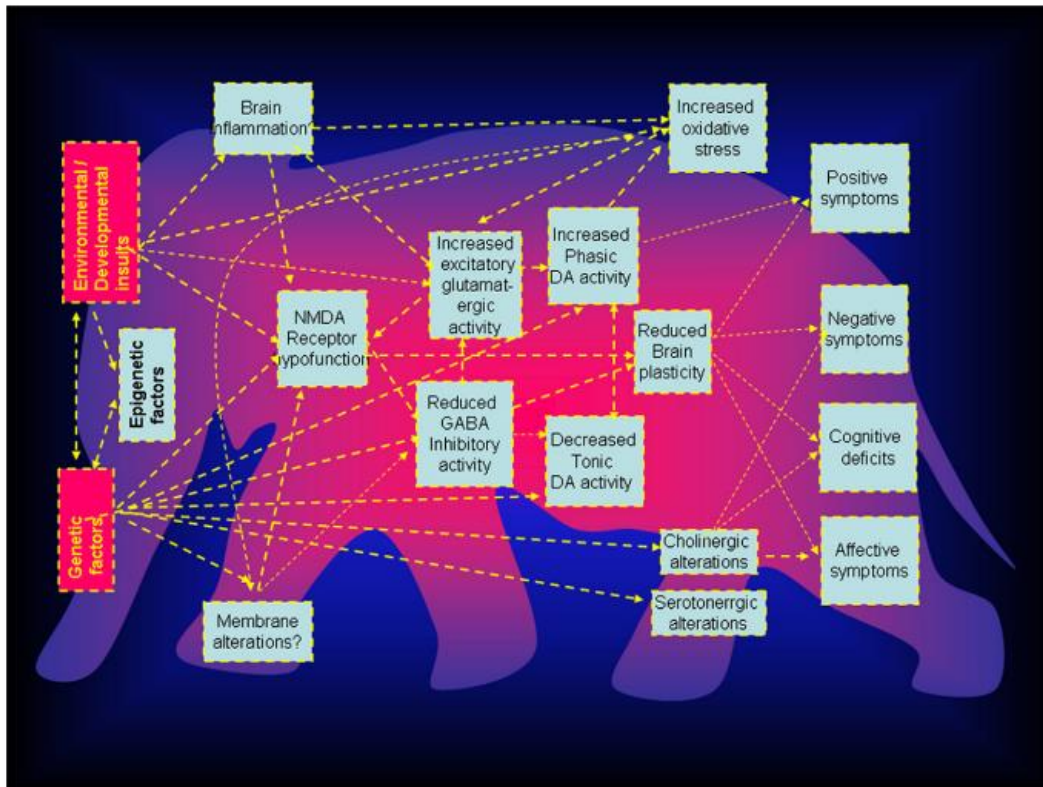 Brain
inflammation
Increased
oxidative
stress
Environmental /
Developmental
insults
Positive
symptoms
Increased
excitatory
glutamat-
ergic
activity
Increased
Phasic
DA activity
NMDA
Receptor
hypofunction
Epigenetic
factors
Reduced
Brain
plasticity
Negative
symptoms
Reduced
GABA
Inhibitory
activity
Decreased
Tonic
DA activity
Cognitive
deficits
Genetic
factors,
Cholinergic
alterations
Affective
symptoms
Membrane
alterations?
Serotonerrgic
alterations